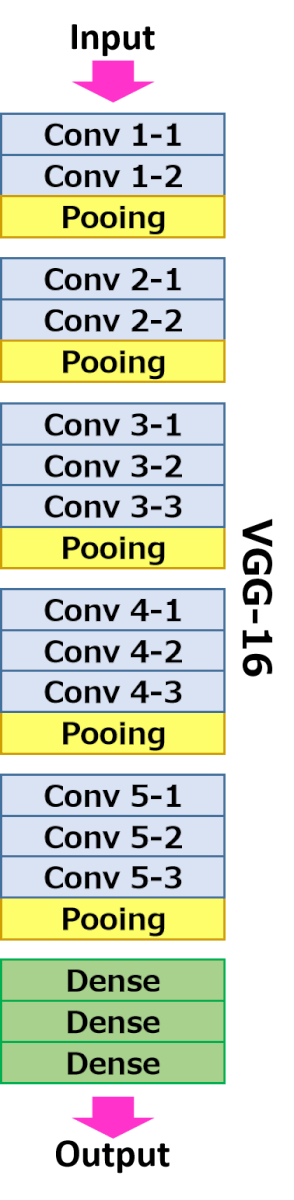 Input
Conv 1-1
Conv 1-2
Pooing
Conv 2-1
Conv 2-2
Pooing
Conv 3-1
Conv 3-2
Conv 3-3
Pooing
Conv 4-1
Conv 4-2
Conv 4-3
Pooing
Conv 5-1
Conv 5-2
Conv 5-3
Pooing
Dense
Dense
Dense
Output
VGG-16